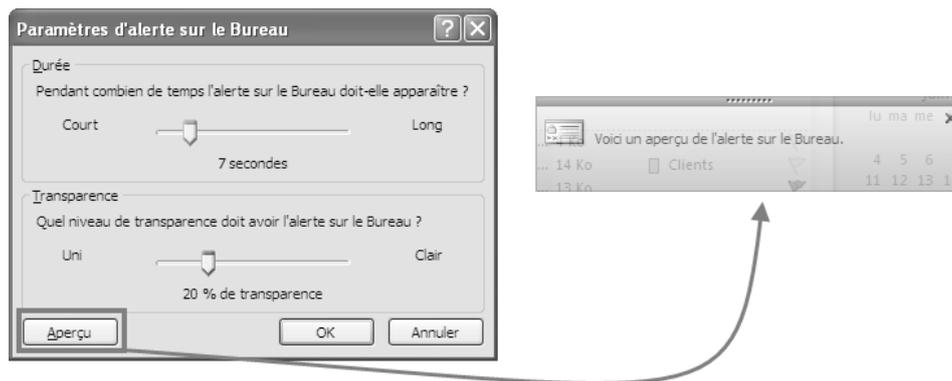 Paramètres d'alerte sur le Bureau
Durée
Pendant combien de temps l'alerte sur le Bureau doit-elle apparaître ?
Court
Long
7 secondes
Transparence
Quel niveau de transparence doit avoir l'alerte sur le Bureau ?
Uni
Clair
20 % de transparence
Aperçu
OK
Annuler
lu ma me
Voici un aperçu de l'alerte sur le Bureau.
... 14 Ko Clients
4 5 6
... 13 Ko
11 12 13 1